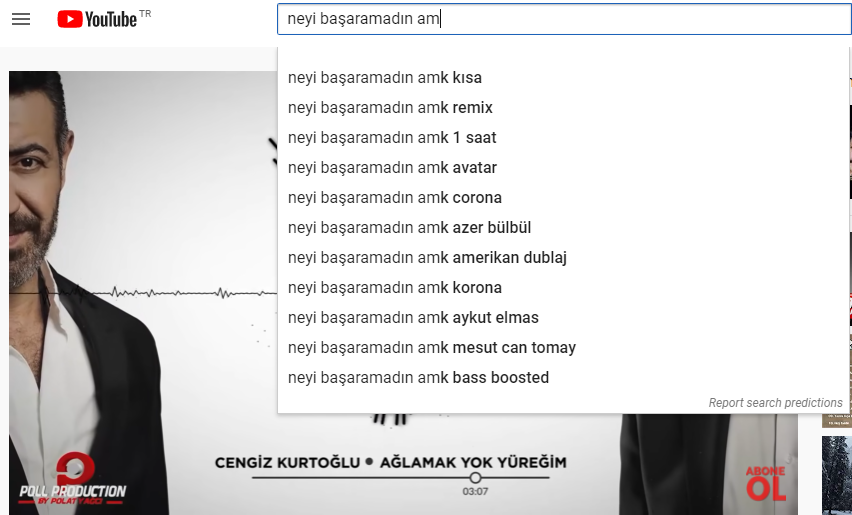 YouTube TR
neyi başaramadın am
neyi başaramadın amk kısa
neyi başaramadın amk remix
neyi başaramadın amk 1 saat
neyi başaramadın amk avatar
neyi başaramadın amk corona
neyi başaramadın amk azer bülbül
neyi başaramadın amk amerikan dublaj
neyi başaramadın amk korona
neyi başaramadın amk aykut elmas
neyi başaramadın amk mesut can tomay
neyi başaramadın amk bass boosted
Report search predictions
CENGİZ KURTOĞLU ● AĞLAMAK YOK YÜREĞİM
03:07
POLL PRODUCTION
BY POLAT YAGCI
ABONE
OL